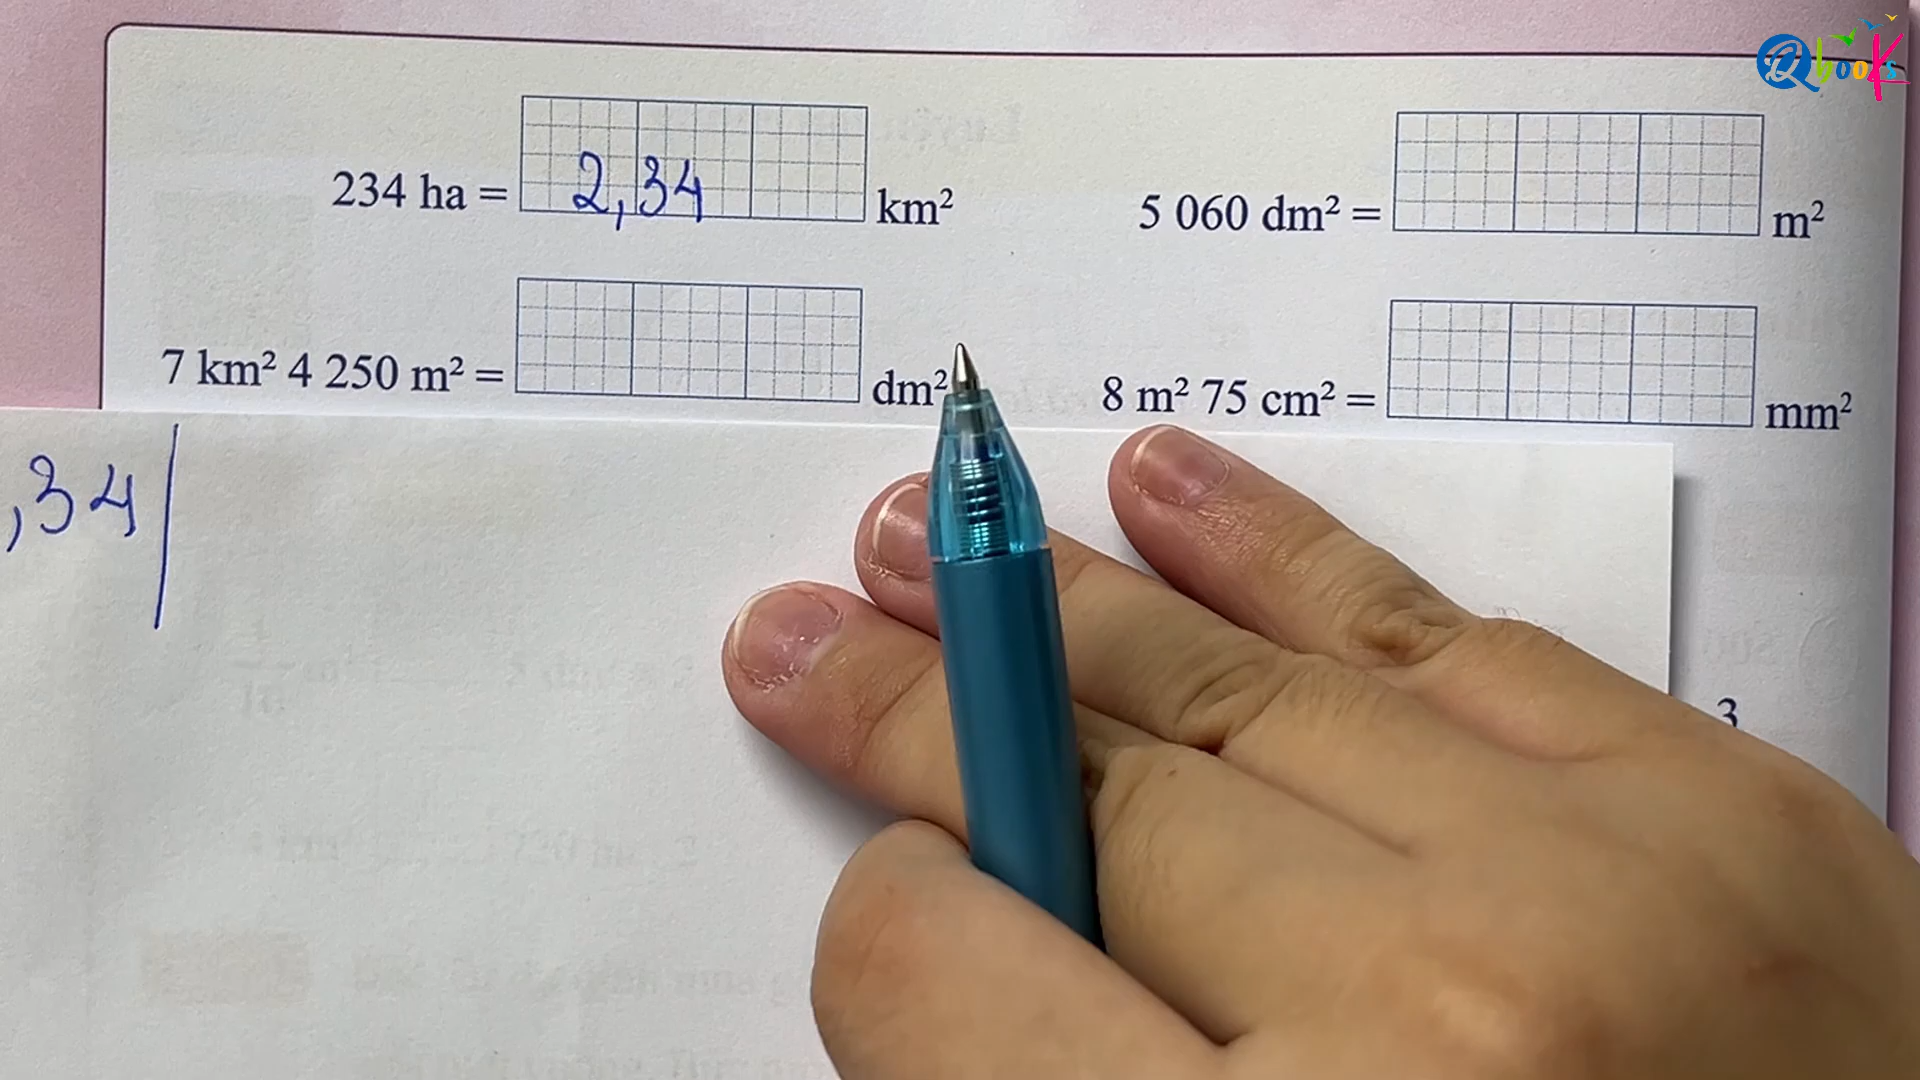 Qbooks
234 ha = 2,34 km²
5 060 dm² = m²
7 km² 4 250 m² = dm²
8 m² 75 cm² = mm²
,34
3